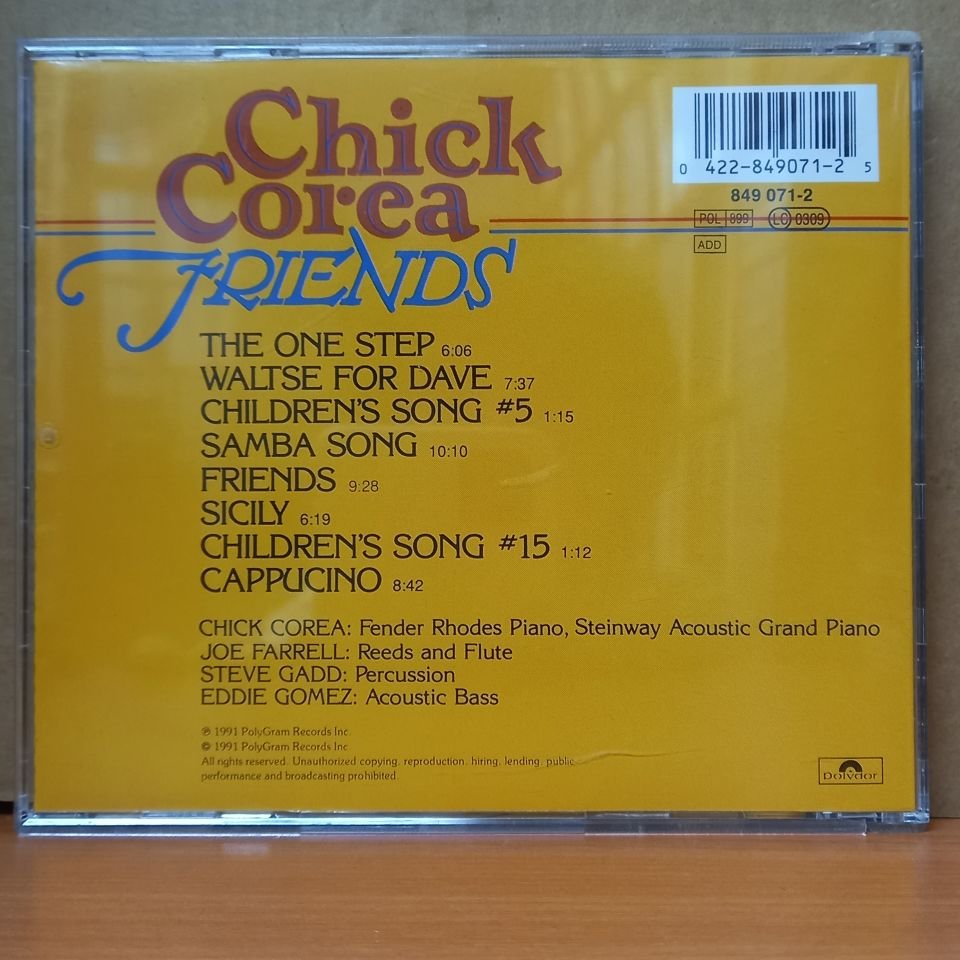 Chick
Corea
FRIENDS
0 422-849071-2 5
849 071-2
POL 899 LC 0309
ADD
THE ONE STEP 6:06
WALTSE FOR DAVE 7:37
CHILDREN'S SONG #5 1:15
SAMBA SONG 10:10
FRIENDS 9:28
SICILY 6:19
CHILDREN'S SONG #15 1:12
CAPPUCINO 8:42
CHICK COREA: Fender Rhodes Piano, Steinway Acoustic Grand Piano
JOE FARRELL: Reeds and Flute
STEVE GADD: Percussion
EDDIE GOMEZ: Acoustic Bass
℗ 1991 PolyGram Records Inc.
© 1991 PolyGram Records Inc.
All rights reserved. Unauthorized copying, reproduction, hiring, lending, public
performance and broadcasting prohibited.
Polydor